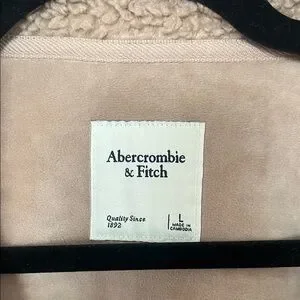 Abercrombie
& Fitch
Quality Since
1892
L
MADE IN
CAMBODIA